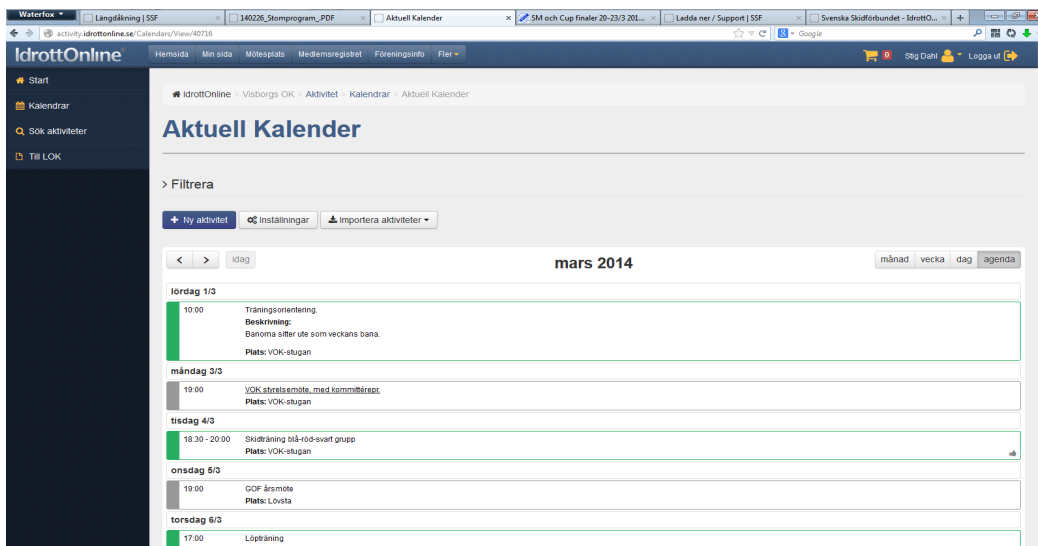 Waterfox
Längdåkning | SSF
140226_Stomprogram_.PDF
Aktuell Kalender
SM och Cup finaler 20-23/3 201...
Ladda ner / Support | SSF
Svenska Skidförbundet - IdrottO...
activity.idrottonline.se/Calendars/View/40716
Google
IdrottOnline
Hemsida Min sida Mötesplats Medlemsregistret Föreningsinfo Fler
0 Stig Dahl Logga ut
Start
Kalendrar
Sök aktiviteter
Till LOK
IdrottOnline » Visborgs OK » Aktivitet » Kalendrar » Aktuell Kalender
Aktuell Kalender
> Filtrera
+ Ny aktivitet Inställningar Importera aktiviteter
< > idag
mars 2014
månad vecka dag agenda
lördag 1/3
10:00 Träningsorientering.
Beskrivning:
Banorna sitter ute som veckans bana.
Plats: VOK-stugan
måndag 3/3
19:00 VOK styrelsemöte, med kommittérepr.
Plats: VOK-stugan
tisdag 4/3
18:30 - 20:00 Skidträning blå-röd-svart grupp
Plats: VOK-stugan
onsdag 5/3
19:00 GOF årsmöte
Plats: Lövsta
torsdag 6/3
17:00 Löpträning